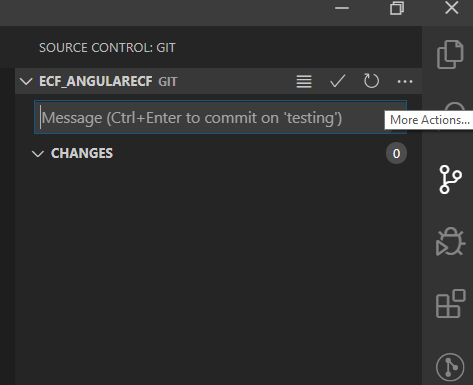 SOURCE CONTROL: GIT
ECF_ANGULARECF GIT
Message (Ctrl+Enter to commit on 'testing')
More Actions...
CHANGES 0